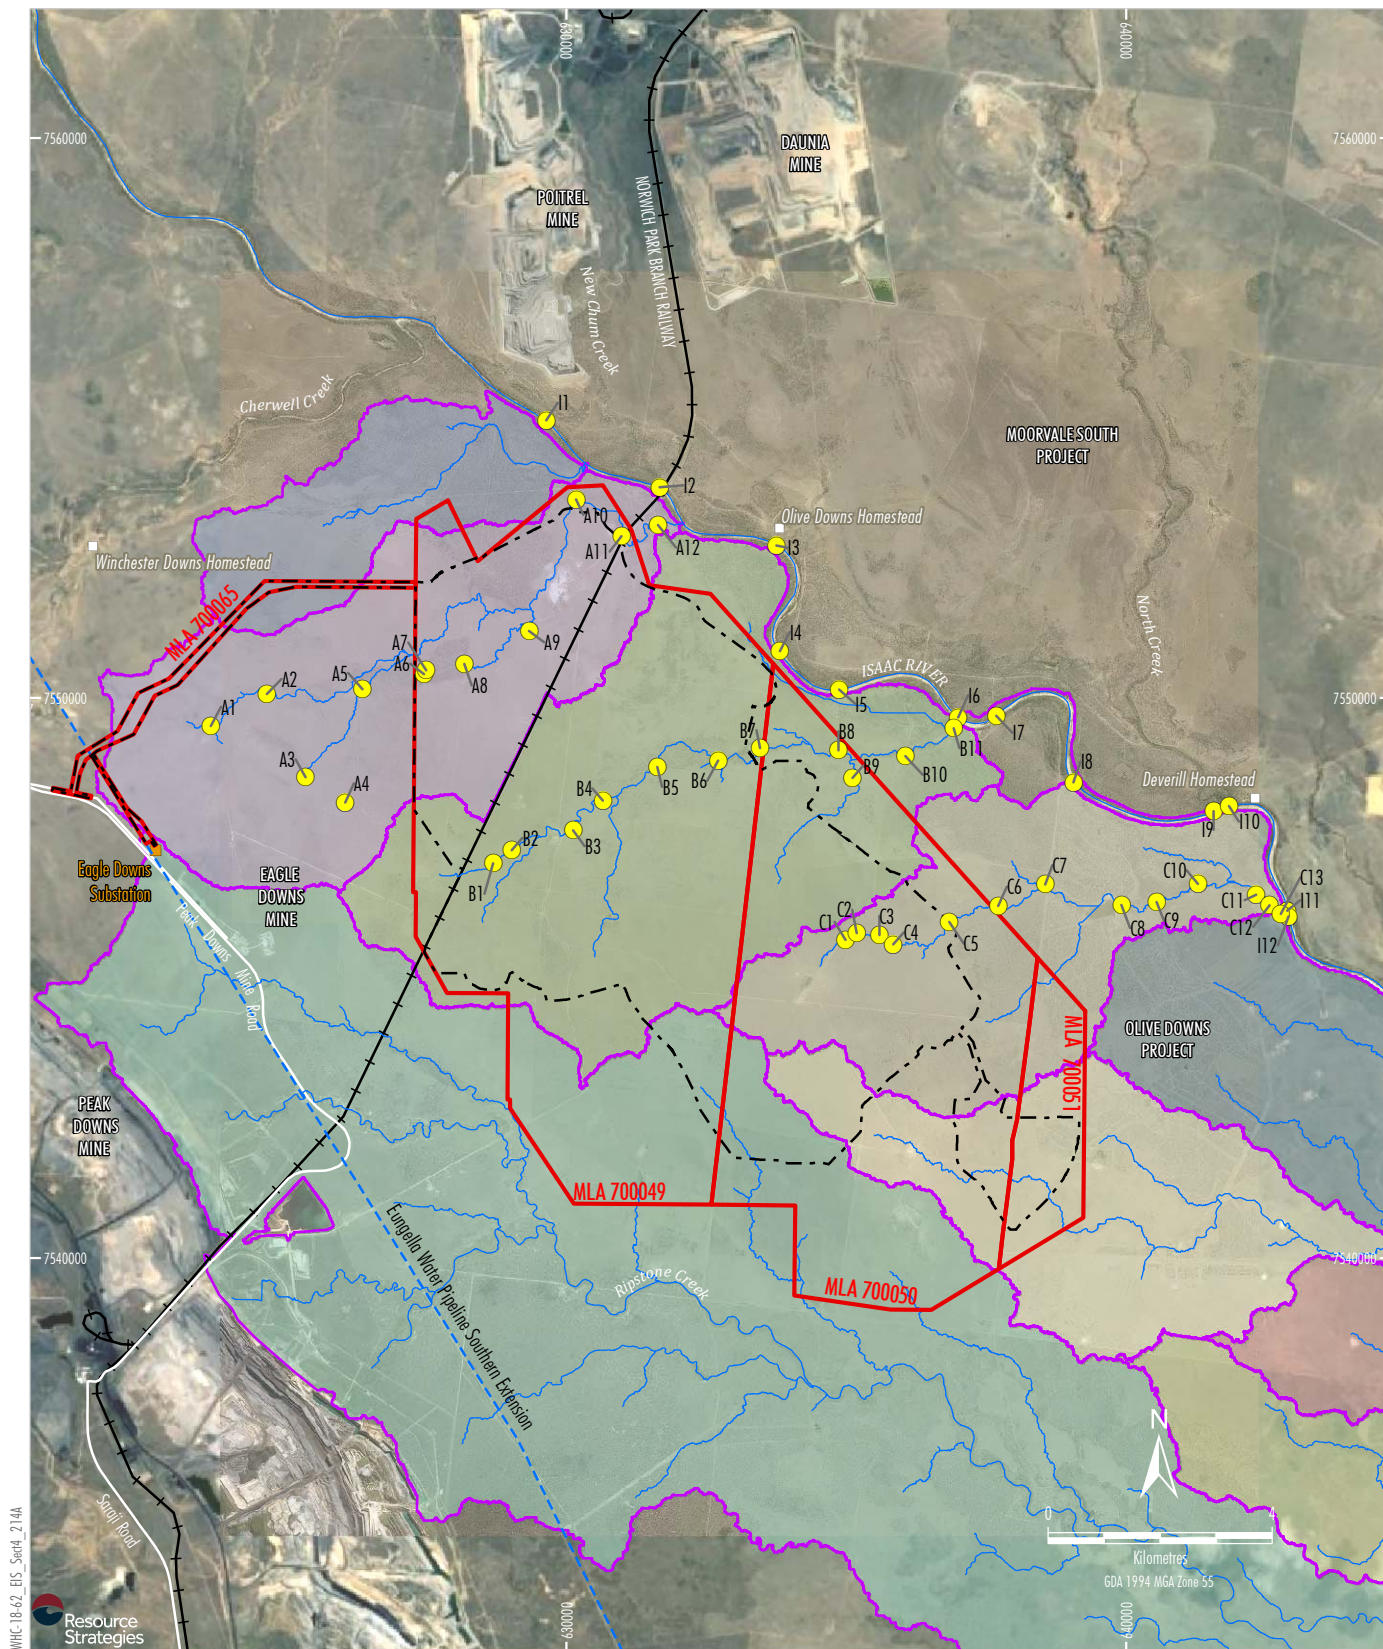 630000
640000
7560000
7560000
DAUNIA
MINE
POITREL
MINE
NORWICH PARK BRANCH RAILWAY
New Chum Creek
Cherwell Creek
I1
MOORVALE SOUTH
PROJECT
I2
A10
Olive Downs Homestead
A11
A12
I3
Winchester Downs Homestead
MLA 700065
North Creek
A7
A9
I4
A6
A8
ISAAC RIVER
A5
A2
7550000
7550000
I5
I6
A1
I7
B7
B8
B11
A3
B9
B10
I8
Deverill Homestead
B6
B5
A4
B4
I9
I10
B2
B3
Eagle Downs
Substation
EAGLE
DOWNS
MINE
B1
C7
C10
C13
C6
C11
I11
C2
C3
C1
C4
C5
C8
C9
C12
I12
Peak Downs Mine Road
MLA 700051
OLIVE DOWNS
PROJECT
PEAK
DOWNS
MINE
MLA 700049
7540000
7540000
Eungella Water Pipeline Southern Extension
Ripstone Creek
MLA 700050
N
Saraji Road
0
4
Kilometres
GDA 1994 MGA Zone 55
WHC-18-62_EIS_Sect4_214A
Resource
Strategies
630000
640000